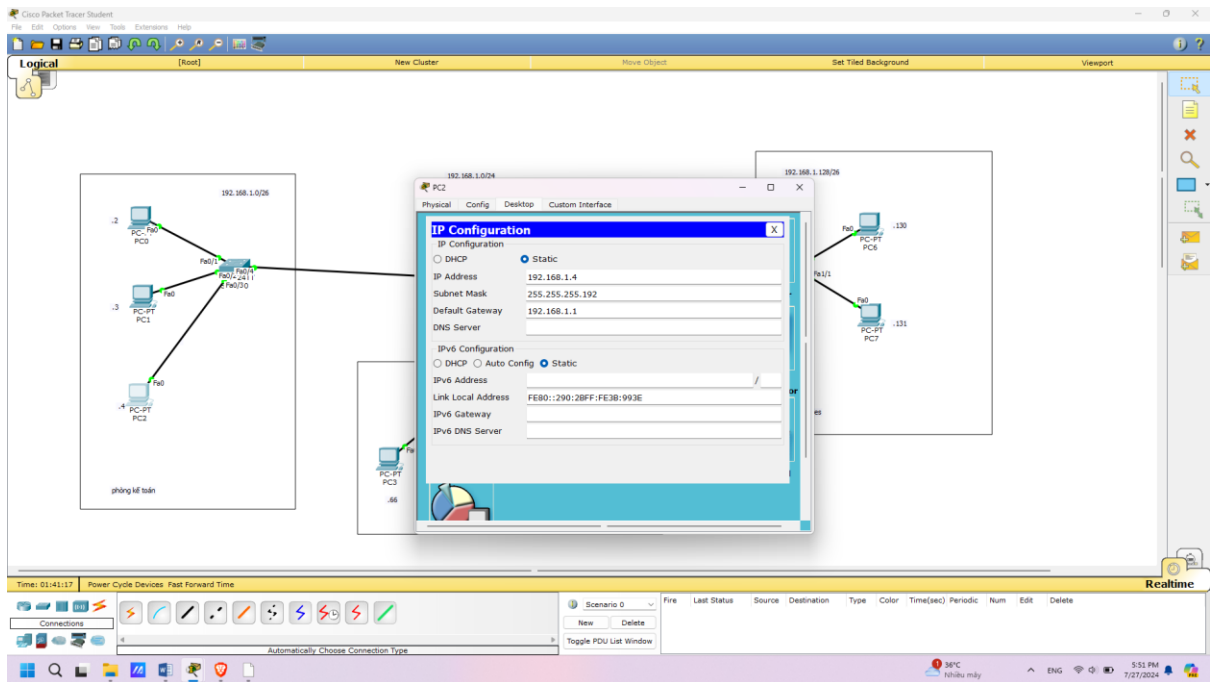 Cisco Packet Tracer Student
File Edit Options View Tools Extensions Help
Logical [Root] New Cluster Move Object Set Tiled Background Viewport
192.168.1.0/24
192.168.1.128/26
192.168.1.0/26
.2
Fa0
PC0
Fa0/1
Fa0/4
Fa0
.3
PC-PT
PC1
Fa0
.4
PC-PT
PC2
phòng kế toán
PC-PT
PC3
.66
Fa0
.130
PC-PT
PC6
Fa1/1
Fa0
.131
PC-PT
PC7
PC2
Physical Config Desktop Custom Interface
IP Configuration X
IP Configuration
DHCP Static
IP Address 192.168.1.4
Subnet Mask 255.255.255.192
Default Gateway 192.168.1.1
DNS Server
IPv6 Configuration
DHCP Auto Config Static
IPv6 Address /
Link Local Address FE80::290:2BFF:FE3B:993E
IPv6 Gateway
IPv6 DNS Server
Time: 01:41:17 Power Cycle Devices Fast Forward Time Realtime
Connections
Automatically Choose Connection Type
Scenario 0
New Delete
Toggle PDU List Window
Fire Last Status Source Destination Type Color Time(sec) Periodic Num Edit Delete
36°C
Nhiều mây
ENG
5:51 PM
7/27/2024